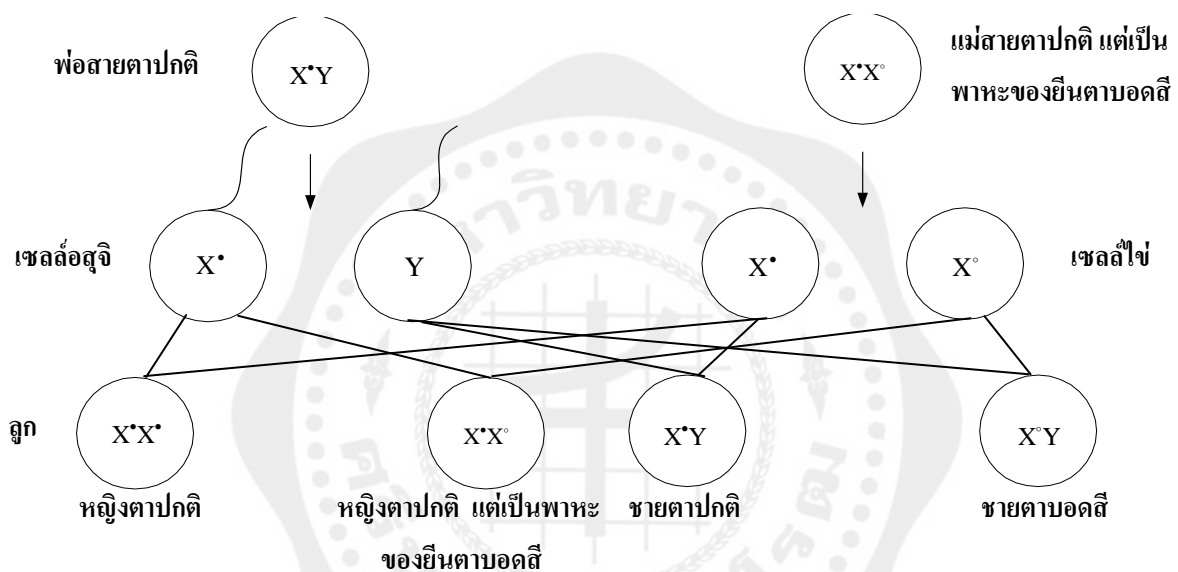 พ่อสายตาปกติ
X•Y
X•X°
แม่สายตาปกติ แต่เป็น
พาหะของยีนตาบอดสี
เซลล์อสุจิ
X•
Y
X•
X°
เซลล์ไข่
ลูก
X•X•
X•X°
X•Y
X°Y
หญิงตาปกติ
หญิงตาปกติ แต่เป็นพาหะ
ของยีนตาบอดสี
ชายตาปกติ
ชายตาบอดสี